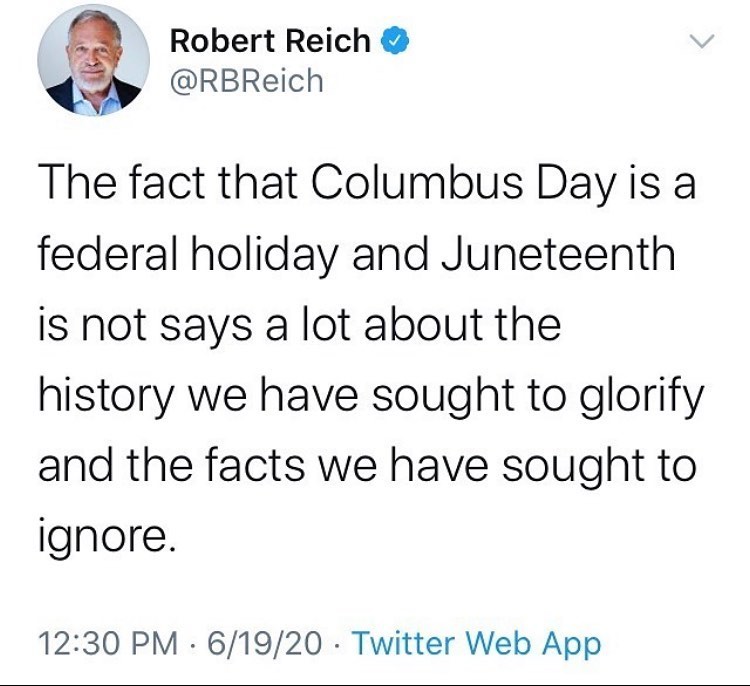 Robert Reich
@RBReich
The fact that Columbus Day is a
federal holiday and Juneteenth
is not says a lot about the
history we have sought to glorify
and the facts we have sought to
ignore.
12:30 PM · 6/19/20 · Twitter Web App